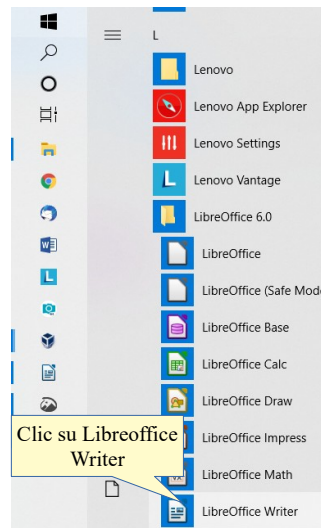 L
Lenovo
Lenovo App Explorer
Lenovo Settings
Lenovo Vantage
LibreOffice 6.0
LibreOffice
LibreOffice (Safe Mode
LibreOffice Base
LibreOffice Calc
LibreOffice Draw
LibreOffice Impress
Clic su Libreoffice
Writer
LibreOffice Math
LibreOffice Writer